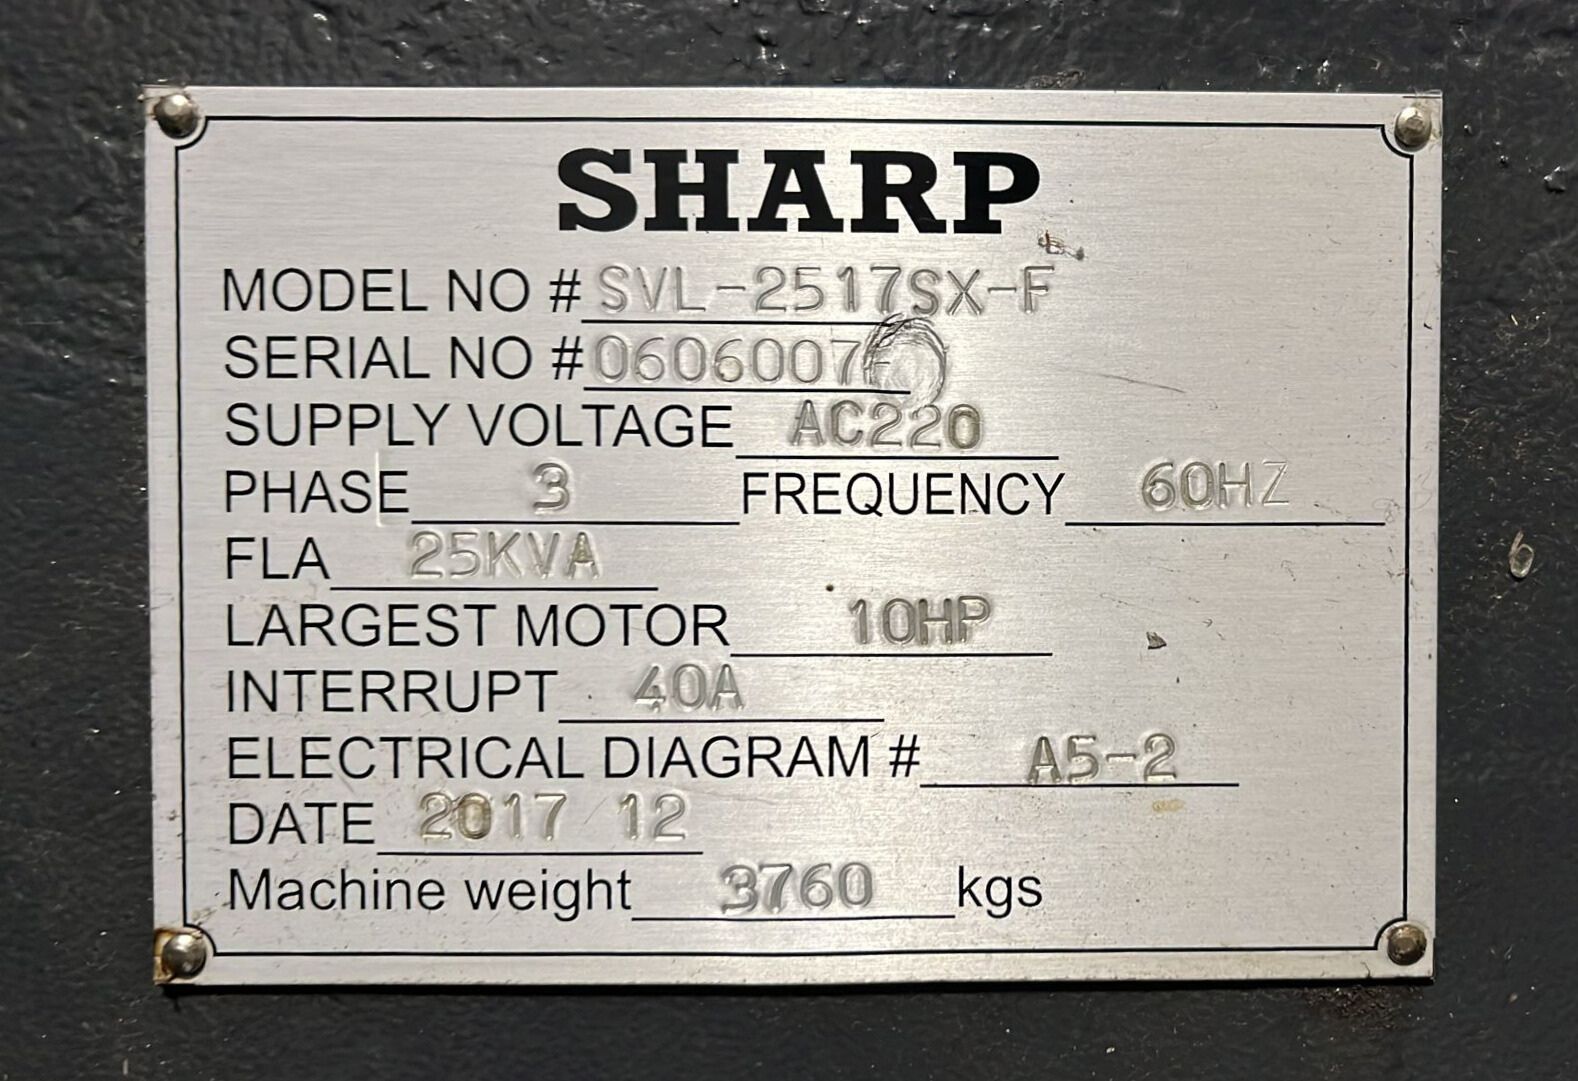 SHARP
MODEL NO # SVL-2517SX-F
SERIAL NO # 0606007
SUPPLY VOLTAGE AC220
PHASE 3 FREQUENCY 60HZ
FLA 25KVA
LARGEST MOTOR 10HP
INTERRUPT 40A
ELECTRICAL DIAGRAM # A5-2
DATE 2017 12
Machine weight 3760 kgs